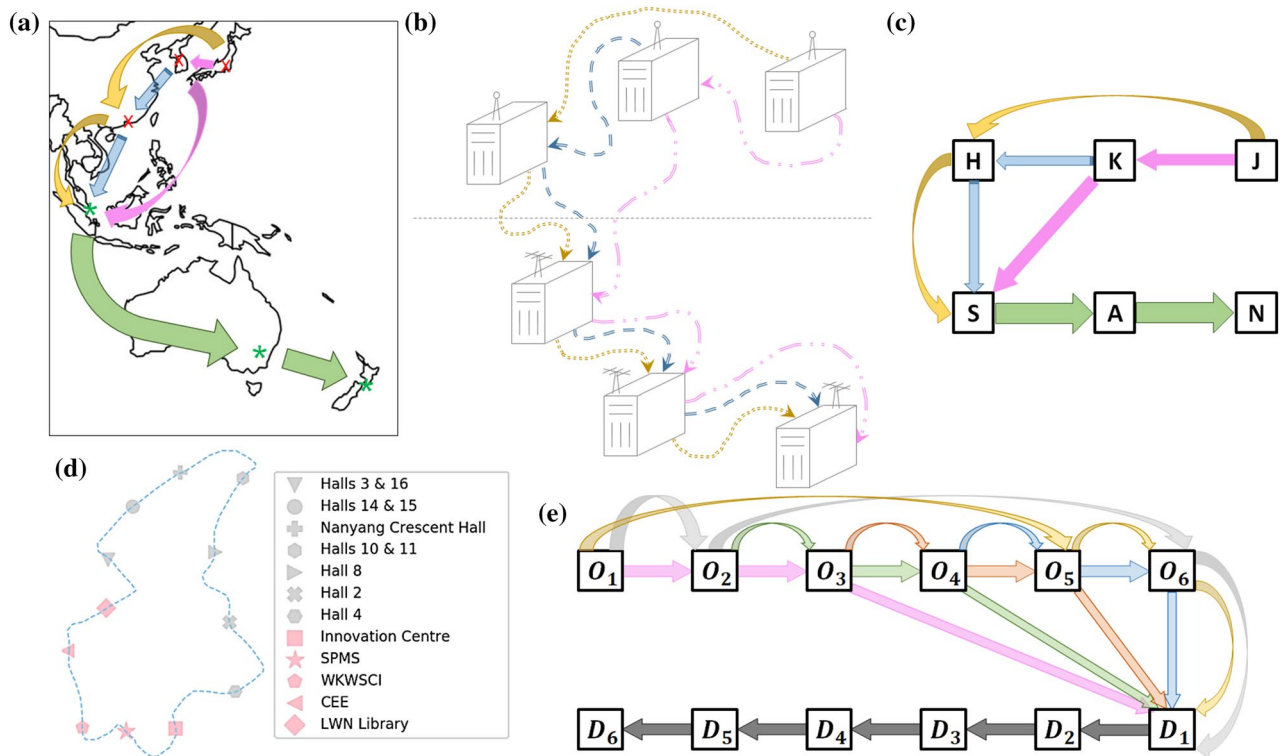 (a)
(b)
(c)
H K J
S A N
(d)
Halls 3 & 16
Halls 14 & 15
Nanyang Crescent Hall
Halls 10 & 11
Hall 8
Hall 2
Hall 4
Innovation Centre
SPMS
WKWSCI
CEE
LWN Library
(e)
O₁ O₂ O₃ O₄ O₅ O₆
D₆ D₅ D₄ D₃ D₂ D₁